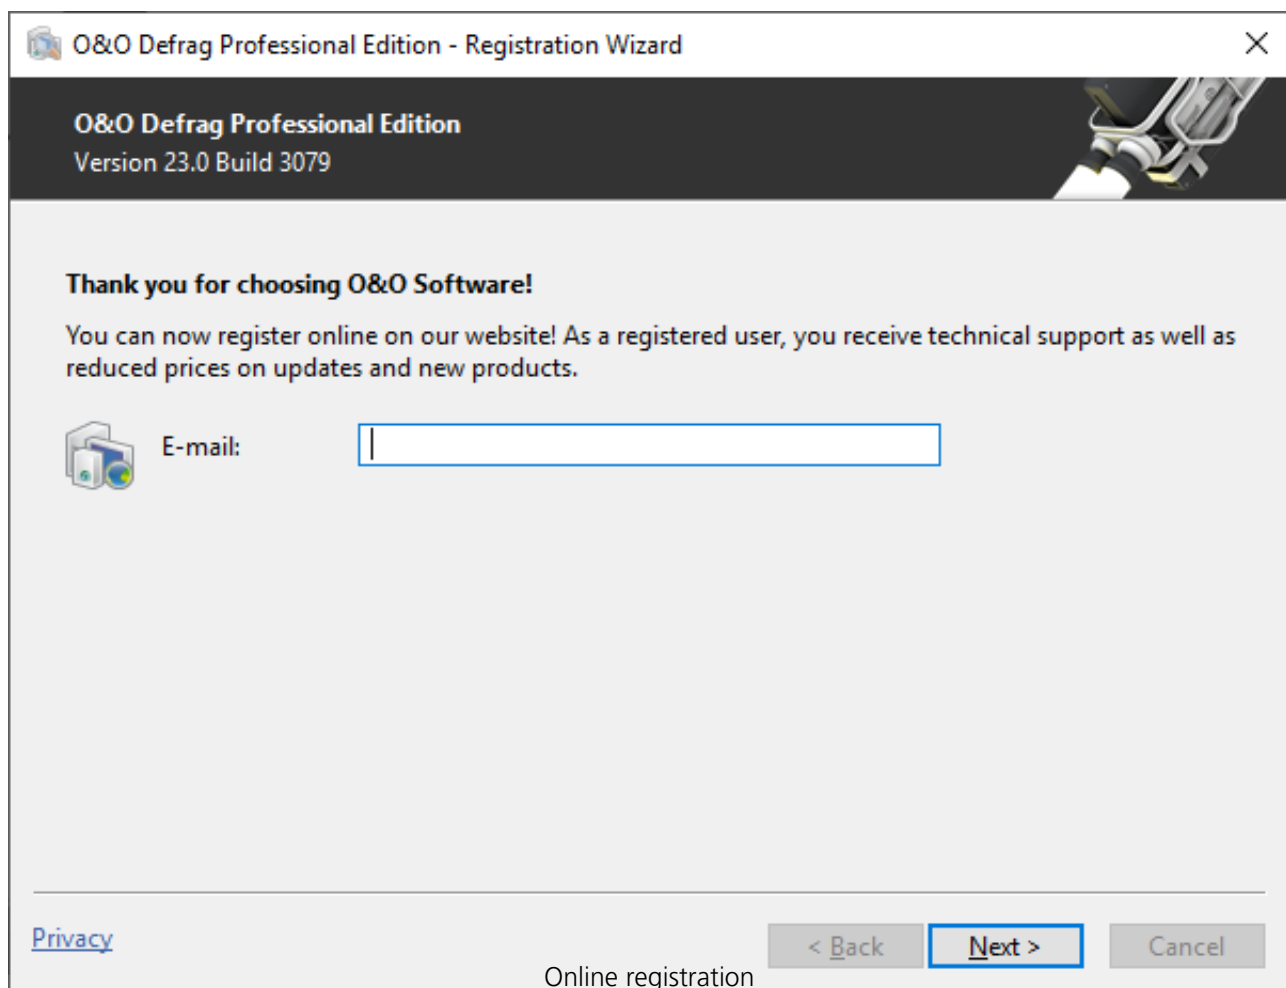 O&O Defrag Professional Edition - Registration Wizard
O&O Defrag Professional Edition
Version 23.0 Build 3079
Thank you for choosing O&O Software!
You can now register online on our website! As a registered user, you receive technical support as well as
reduced prices on updates and new products.
E-mail:
Privacy
< Back
Next >
Cancel
Online registration